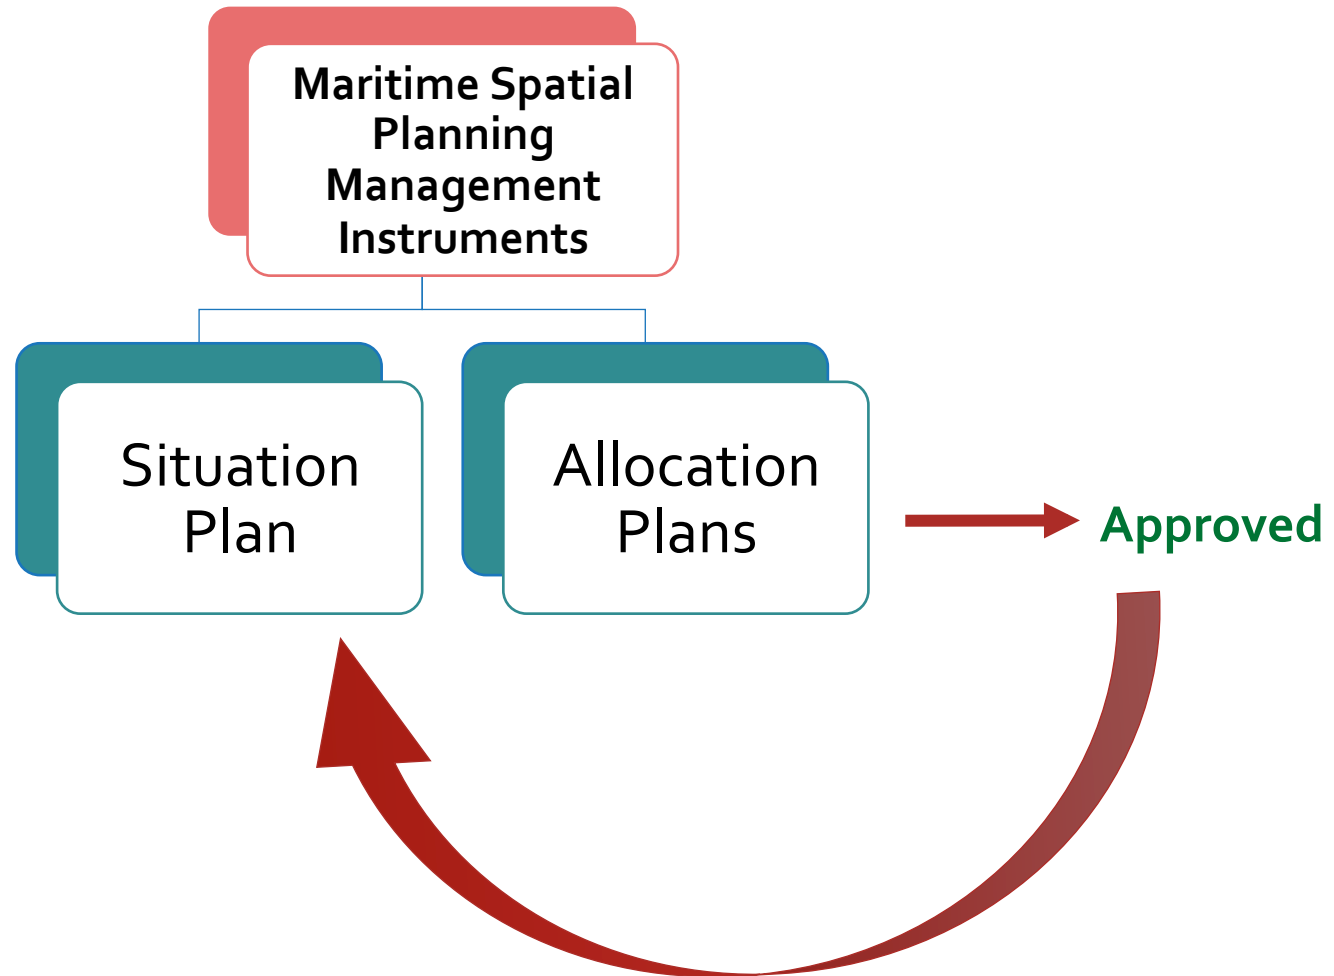 Maritime Spatial
Planning
Management
Instruments
Situation
Plan
Allocation
Plans
Approved